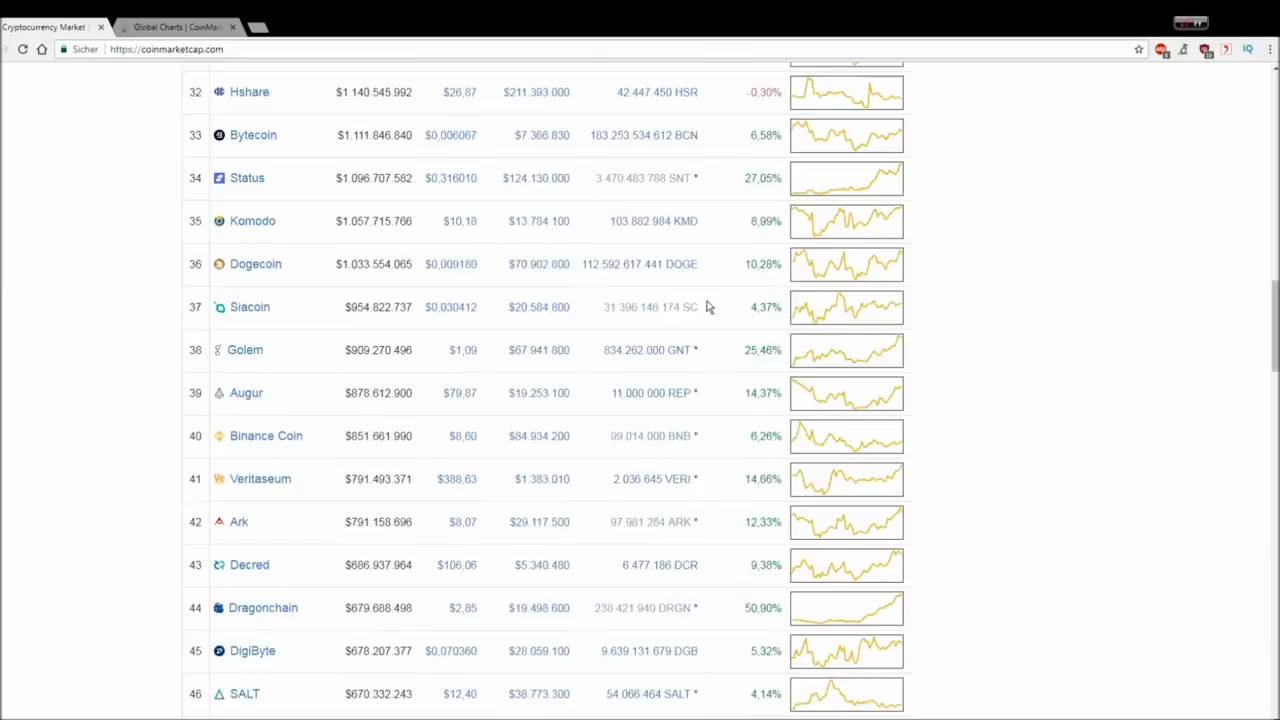 Cryptocurrency Market
Global Charts | CoinMar
Sicher https://coinmarketcap.com
32 Hshare $1.140.545.992 $26,87 $211.393.000 42.447.450 HSR -0,30%
33 Bytecoin $1.111.846.840 $0,006067 $7.366.830 183.253.534.612 BCN 6,58%
34 Status $1.096.707.582 $0,316010 $124.130.000 3.470.483.788 SNT * 27,05%
35 Komodo $1.057.715.766 $10,18 $13.784.100 103.882.984 KMD 8,99%
36 Dogecoin $1.033.554.065 $0,009180 $70.902.800 112.592.617.441 DOGE 10,28%
37 Siacoin $954.822.737 $0,030412 $20.584.800 31.396.146.174 SC 4,37%
38 Golem $909.270.496 $1,09 $67.941.800 834.262.000 GNT * 25,46%
39 Augur $878.612.900 $79,87 $19.253.100 11.000.000 REP * 14,37%
40 Binance Coin $851.661.990 $8,60 $84.934.200 99.014.000 BNB * 6,26%
41 Veritaseum $791.493.371 $388,63 $1.383.010 2.036.645 VERI * 14,66%
42 Ark $791.158.696 $8,07 $29.117.500 97.981.284 ARK * 12,33%
43 Decred $686.937.964 $106,06 $5.340.480 6.477.186 DCR 9,38%
44 Dragonchain $679.688.498 $2,85 $19.498.600 238.421.940 DRGN * 50,90%
45 DigiByte $678.207.377 $0,070360 $28.059.100 9.639.131.679 DGB 5,32%
46 SALT $670.332.243 $12,40 $38.773.300 54.066.464 SALT * 4,14%